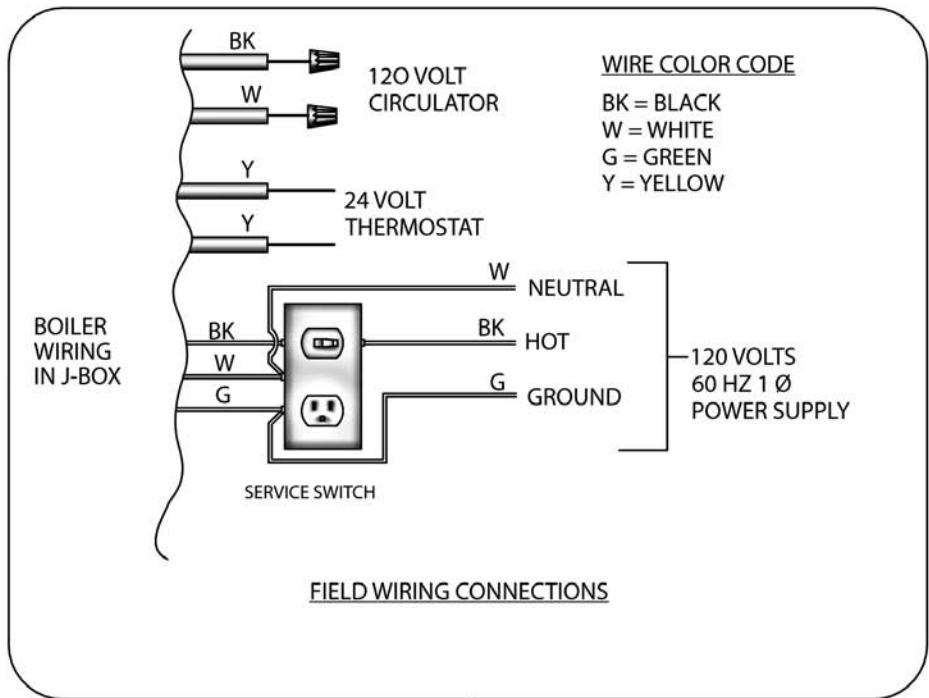 BK
W
120 VOLT
CIRCULATOR
WIRE COLOR CODE
BK = BLACK
W = WHITE
G = GREEN
Y = YELLOW
Y
Y
24 VOLT
THERMOSTAT
BOILER
WIRING
IN J-BOX
BK
W
G
W
NEUTRAL
BK
HOT
G
GROUND
120 VOLTS
60 HZ 1 Ø
POWER SUPPLY
SERVICE SWITCH
FIELD WIRING CONNECTIONS